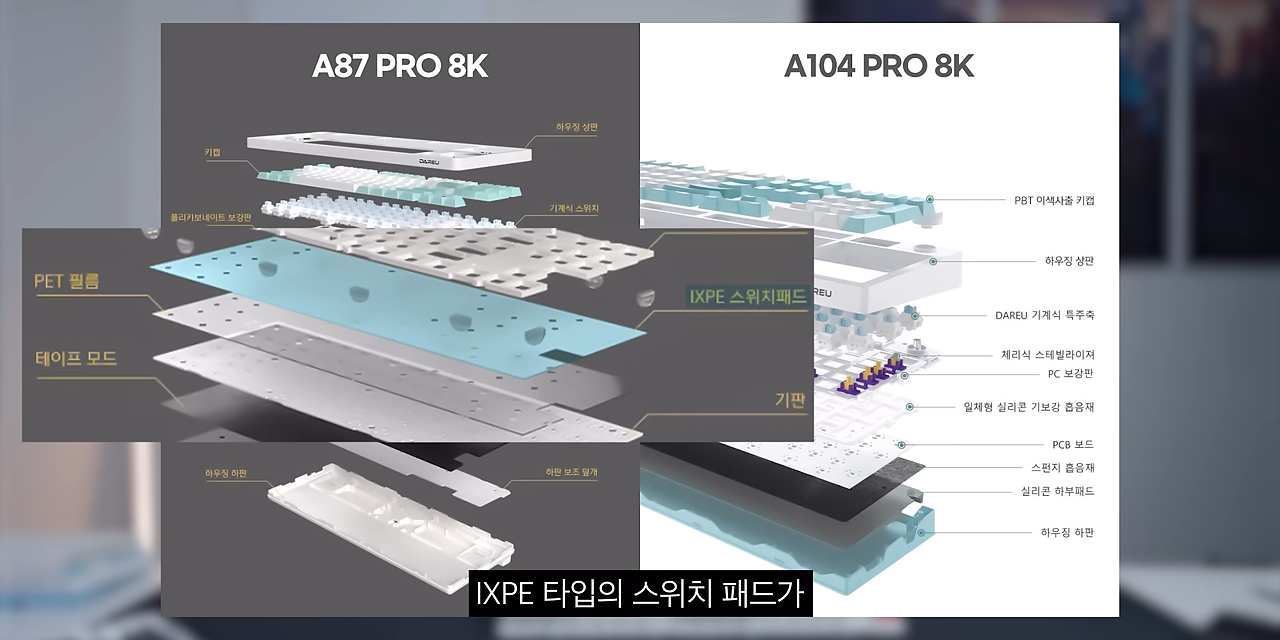 A87 PRO 8K
하우징 상판
키캡
DAREU
기계식 스위치
폴리카보네이트 보강판
PET 필름
IXPE 스위치패드
테이프 모드
기판
하우징 하판
하판 보조 덮개
A104 PRO 8K
PBT 이색사출 키캡
하우징 상판
REU
DAREU 기계식 특주축
체리식 스테빌라이져
PC 보강판
일체형 실리콘 기보강 흡음재
PCB 보드
스펀지 흡음재
실리콘 하부패드
하우징 하판
IXPE 타입의 스위치 패드가